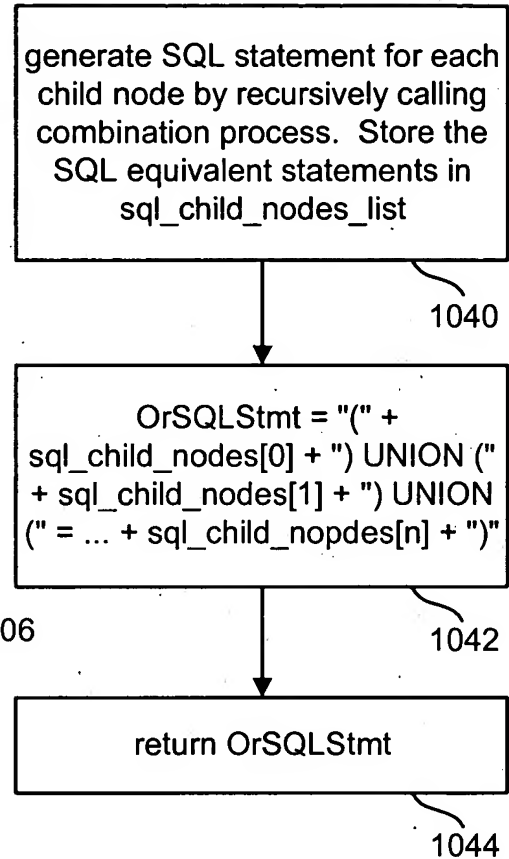 generate SQL statement for each
child node by recursively calling
combination process. Store the
SQL equivalent statements in
sql_child_nodes_list
1040
OrSQLStmt = "(" +
sql_child_nodes[0] + ") UNION ("
+ sql_child_nodes[1] + ") UNION
(" = ... + sql_child_nopdes[n] + ")"
06
1042
return OrSQLStmt
1044